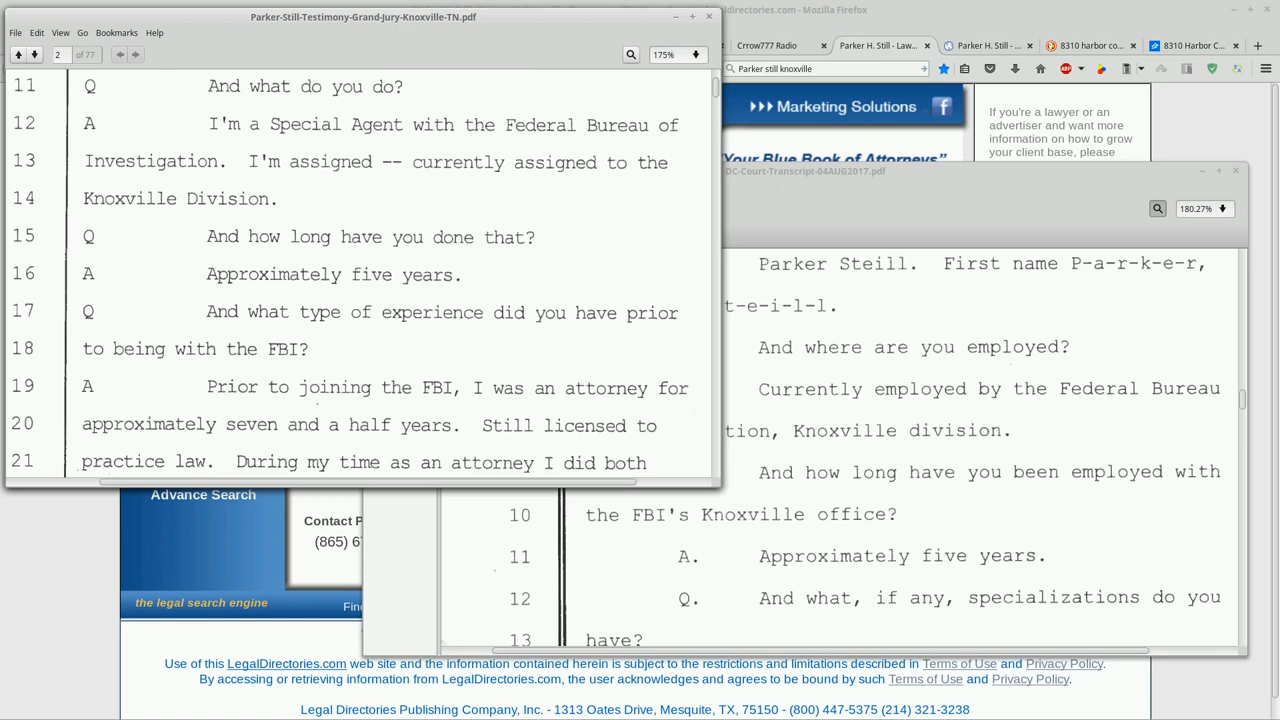 Parker-Still-Testimony-Grand-Jury-Knoxville-TN.pdf
File Edit View Go Bookmarks Help
2 of 77
175%
11 Q And what do you do?
12 A I'm a Special Agent with the Federal Bureau of
13 Investigation. I'm assigned -- currently assigned to the
14 Knoxville Division.
15 Q And how long have you done that?
16 A Approximately five years.
17 Q And what type of experience did you have prior
18 to being with the FBI?
19 A Prior to joining the FBI, I was an attorney for
20 approximately seven and a half years. Still licensed to
21 practice law. During my time as an attorney I did both
directories.com - Mozilla Firefox
Crrow777 Radio
Parker H. Still - Law...
Parker H. Still - ...
8310 harbor co...
8310 Harbor C...
Parker still knoxville
ABP
Marketing Solutions
Your Blue Book of Attorneys"
If you're a lawyer or an
advertiser and want more
information on how to grow
your client base, please
DC-Court-Transcript-04AUG2017.pdf
180.27%
Parker Steill. First name P-a-r-k-e-r,
t-e-i-l-l.
And where are you employed?
Currently employed by the Federal Bureau
tion, Knoxville division.
And how long have you been employed with
10 the FBI's Knoxville office?
11 A. Approximately five years.
12 Q. And what, if any, specializations do you
13 have?
Advance Search
Contact P
(865) 6
the legal search engine
Fin
Use of this LegalDirectories.com web site and the information contained herein is subject to the restrictions and limitations described in Terms of Use and Privacy Policy.
By accessing or retrieving information from LegalDirectories.com, the user acknowledges and agrees to be bound by such Terms of Use and Privacy Policy.
Legal Directories Publishing Company, Inc. - 1313 Oates Drive, Mesquite, TX, 75150 - (800) 447-5375 (214) 321-3238